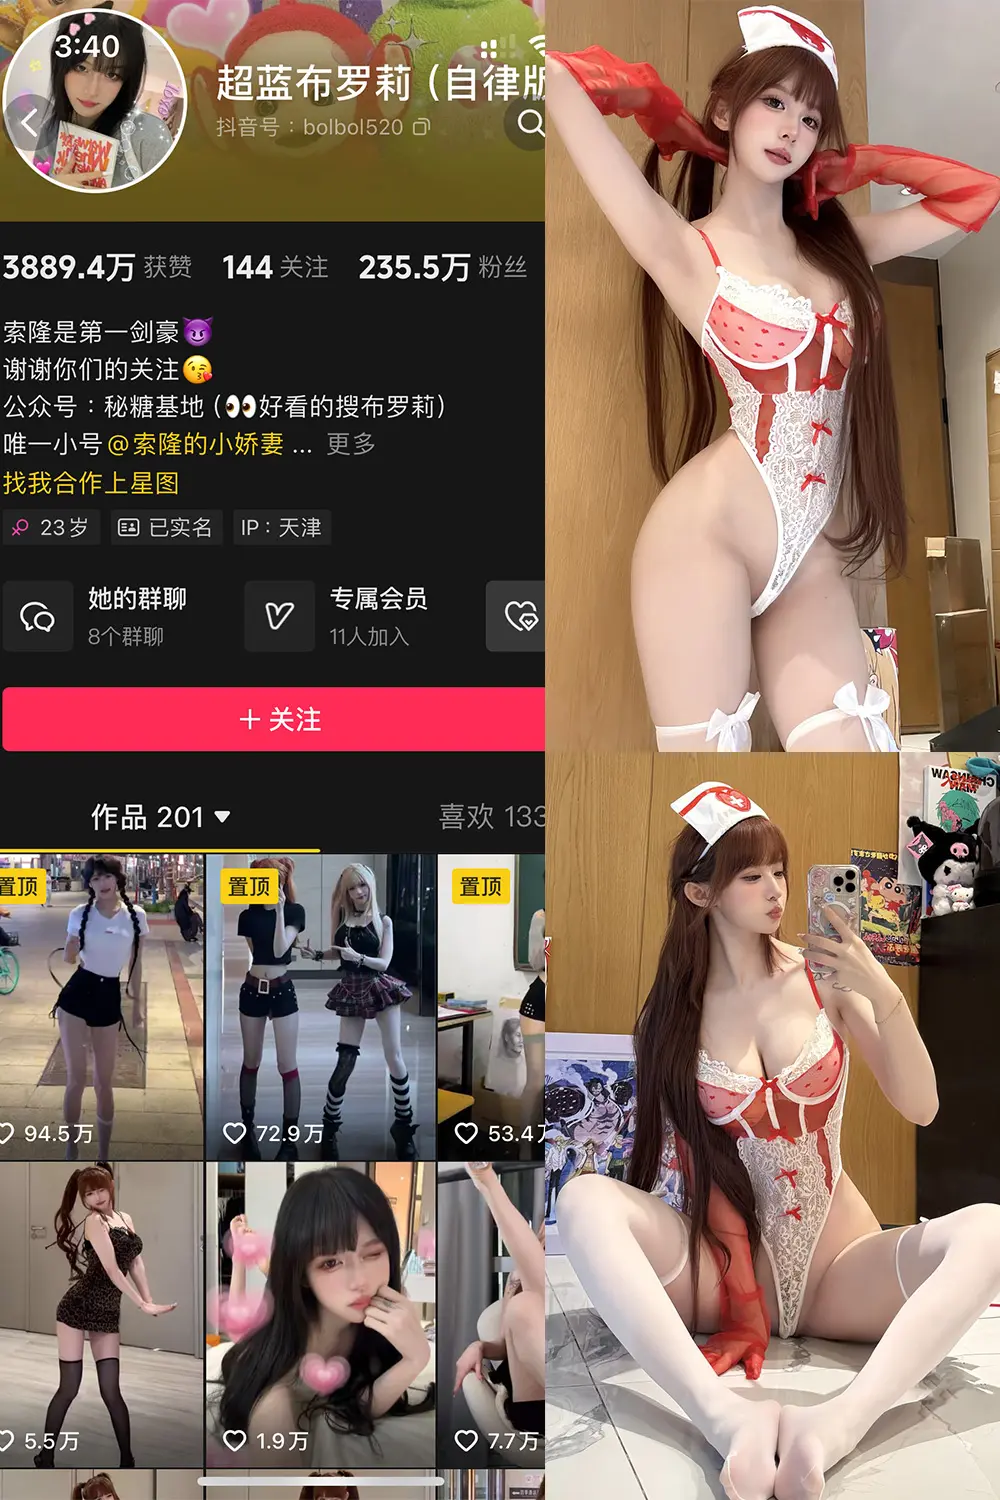 3:40
超蓝布罗莉 (自律版
抖音号：bolbol520
3889.4万 获赞 144 关注 235.5万 粉丝
索隆是第一剑豪😈
谢谢你们的关注😘
公众号：秘糖基地 (👀好看的搜布罗莉)
唯一小号 @索隆的小娇妻 ... 更多
找我合作上星图
23岁 已实名 IP：天津
她的群聊 专属会员
8个群聊 11人加入
+ 关注
作品 201 喜欢 133
置顶 置顶 置顶
94.5万 72.9万 53.4万
5.5万 1.9万 7.7万
CHAINSAW
MAN